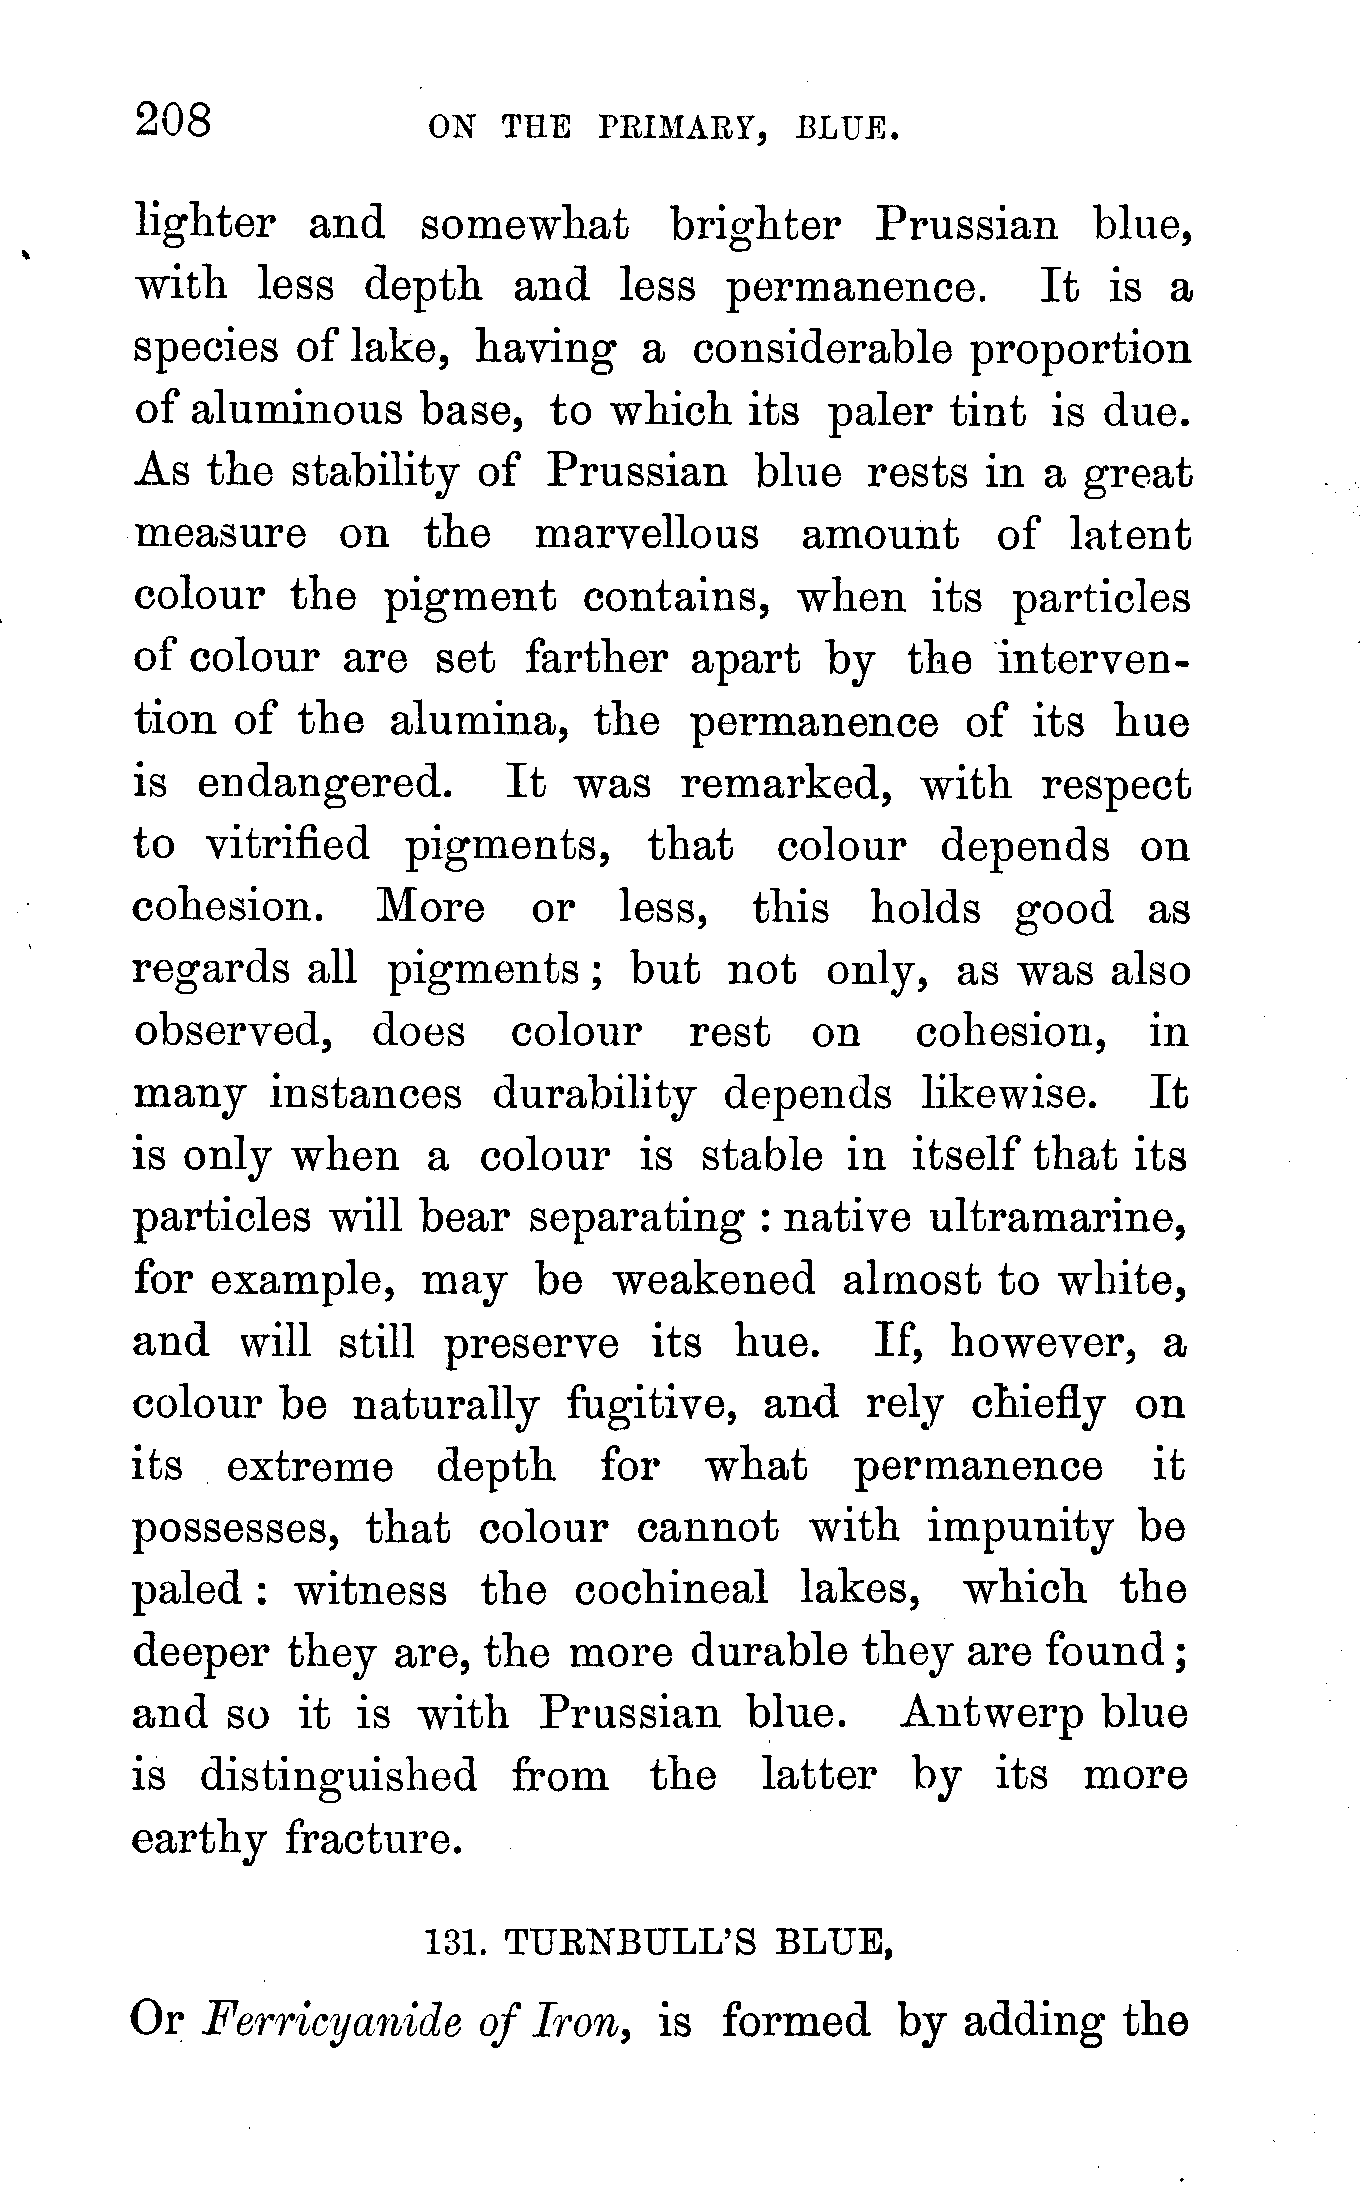 208 ON THE PRIMARY, BLUE.
lighter and somewhat brighter Prussian blue,
with less depth and less permanence. It is a
species of lake, having a considerable proportion
of aluminous base, to which its paler tint is due.
As the stability of Prussian blue rests in a great
measure on the marvellous amount of latent
colour the pigment contains, when its particles
of colour are set farther apart by the interven-
tion of the alumina, the permanence of its hue
is endangered. It was remarked, with respect
to vitrified pigments, that colour depends on
cohesion. More or less, this holds good as
regards all pigments; but not only, as was also
observed, does colour rest on cohesion, in
many instances durability depends likewise. It
is only when a colour is stable in itself that its
particles will bear separating : native ultramarine,
for example, may be weakened almost to white,
and will still preserve its hue. If, however, a
colour be naturally fugitive, and rely chiefly on
its extreme depth for what permanence it
possesses, that colour cannot with impunity be
paled : witness the cochineal lakes, which the
deeper they are, the more durable they are found;
and so it is with Prussian blue. Antwerp blue
is distinguished from the latter by its more
earthy fracture.
131. TURNBULL'S BLUE,
Or Ferricyanide of Iron, is formed by adding the